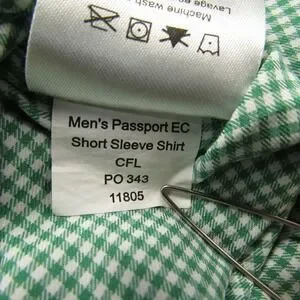 Machine wash
Lavage
Men's Passport EC
Short Sleeve Shirt
CFL
PO 343
11805